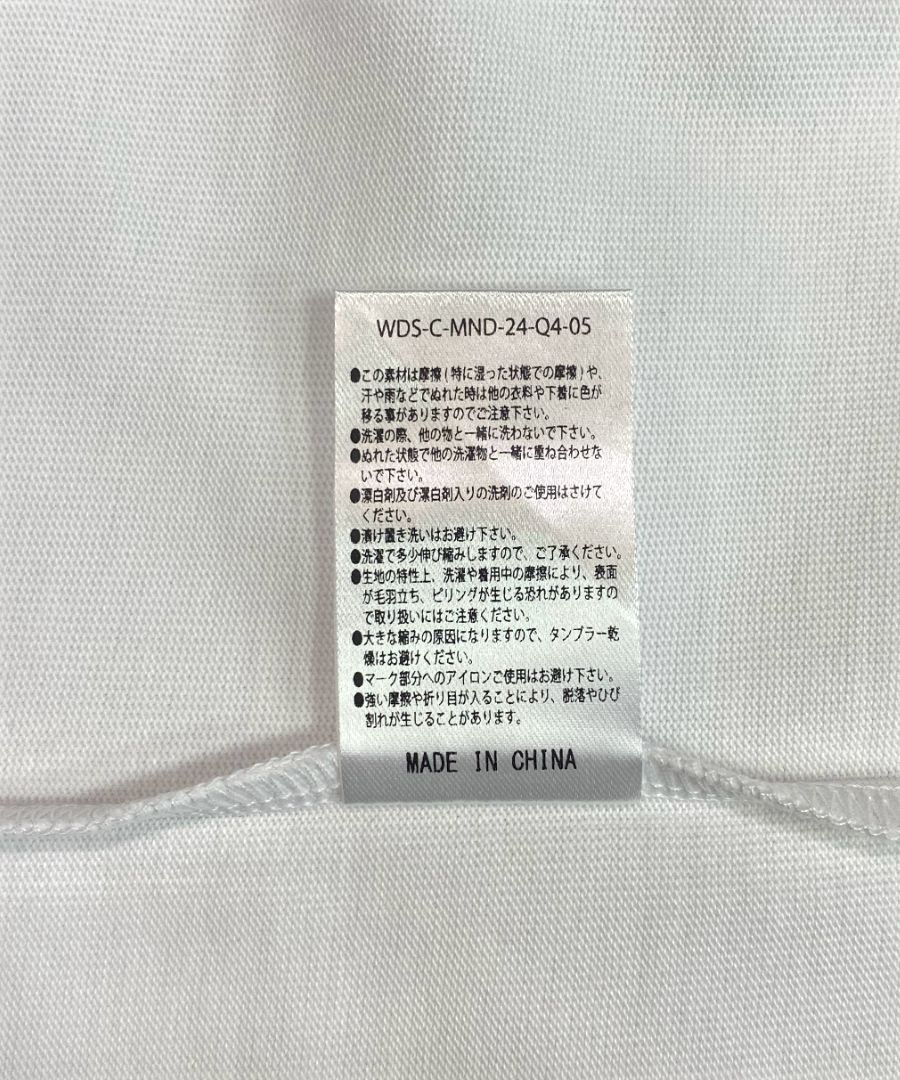 WDS-C-MND-24-Q4-05
●この素材は摩擦(特に湿った状態での摩擦)や、
汗や雨などでぬれた時は他の衣料や下着に色が
移る事がありますのでご注意下さい。
●洗濯の際、他の物と一緒に洗わないで下さい。
●ぬれた状態で他の洗濯物と一緒に重ね合わせな
いで下さい。
●漂白剤及び漂白剤入りの洗剤のご使用はさけて
ください。
●漬け置き洗いはお避け下さい。
●洗濯で多少伸び縮みしますので、ご了承ください。
●生地の特性上、洗濯や着用中の摩擦により、表面
が毛羽立ち、ピリングが生じる恐れがありますの
で取り扱いにはご注意ください。
●大きな縮みの原因になりますので、タンブラー乾
燥はお避けください。
●マーク部分へのアイロンご使用はお避け下さい。
●強い摩擦や折り目が入ることにより、脱落やひび
割れが生じることがあります。
MADE IN CHINA